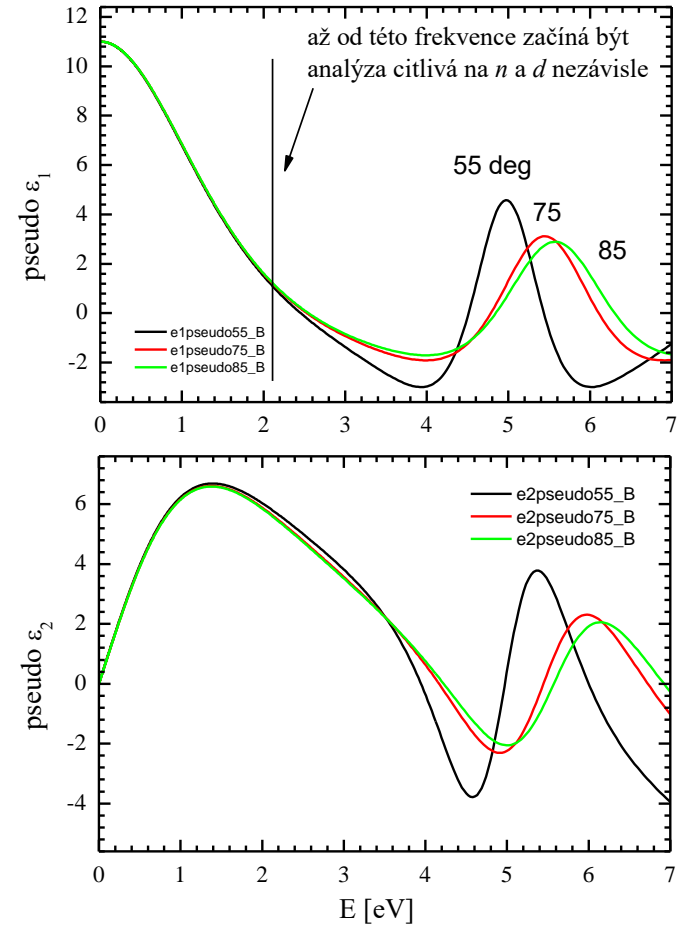 až od této frekvence začíná být
analýza citlivá na n a d nezávisle
12
10
8
6
4
2
0
-2
pseudo ε1
55 deg
75
85
e1pseudo55_B
e1pseudo75_B
e1pseudo85_B
0 1 2 3 4 5 6 7
6
4
2
0
-2
-4
pseudo ε2
e2pseudo55_B
e2pseudo75_B
e2pseudo85_B
0 1 2 3 4 5 6 7
E [eV]